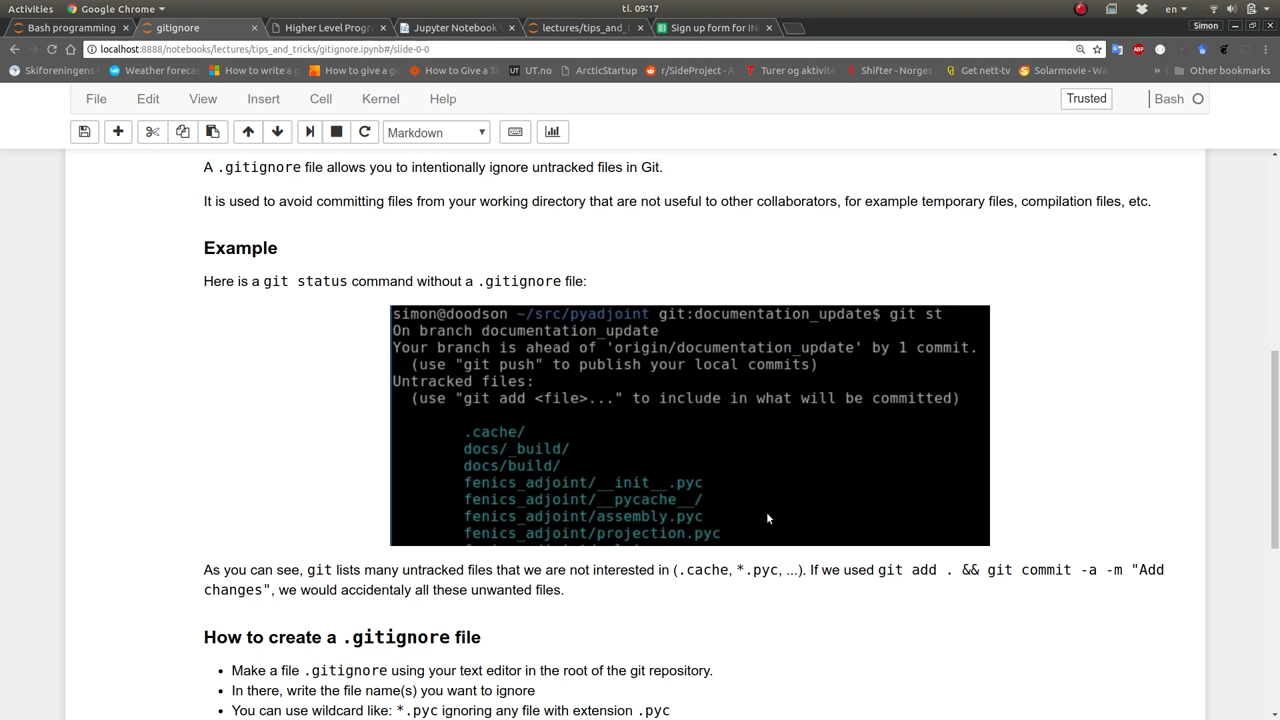 Activities Google Chrome ti. 09:17 en
Bash programming gitignore Higher Level Progr Jupyter Notebook V lectures/tips_and_ Sign up form for IN Simon
localhost:8888/notebooks/lectures/tips_and_tricks/gitignore.ipynb#/slide-0-0
Skiforeningens Weather forecas How to write a g How to give a go How to Give a Ta UT.no ArcticStartup r/SideProject - A Turer og aktivite Shifter - Norges Get nett-tv Solarmovie - Wa » Other bookmarks
File Edit View Insert Cell Kernel Help Trusted Bash
Markdown
A .gitignore file allows you to intentionally ignore untracked files in Git.
It is used to avoid committing files from your working directory that are not useful to other collaborators, for example temporary files, compilation files, etc.
Example
Here is a git status command without a .gitignore file:
simon@doodson ~/src/pyadjoint git:documentation_update$ git st
On branch documentation_update
Your branch is ahead of 'origin/documentation_update' by 1 commit.
(use "git push" to publish your local commits)
Untracked files:
(use "git add <file>..." to include in what will be committed)
.cache/
docs/_build/
docs/build/
fenics_adjoint/__init__.pyc
fenics_adjoint/__pycache__/
fenics_adjoint/assembly.pyc
fenics_adjoint/projection.pyc
As you can see, git lists many untracked files that we are not interested in (.cache, *.pyc, ...). If we used git add . && git commit -a -m "Add
changes", we would accidentaly all these unwanted files.
How to create a .gitignore file
• Make a file .gitignore using your text editor in the root of the git repository.
• In there, write the file name(s) you want to ignore
• You can use wildcard like: *.pyc ignoring any file with extension .pyc